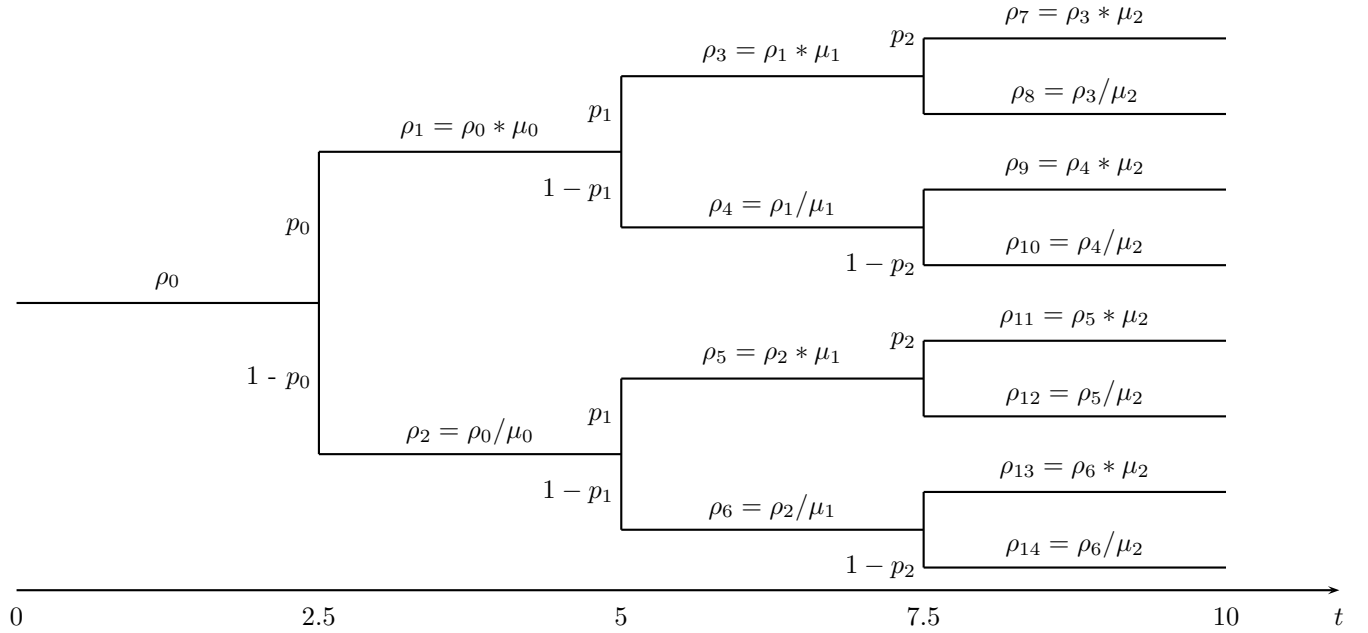 ρ₇ = ρ₃ * μ₂
p₂
ρ₃ = ρ₁ * μ₁
ρ₈ = ρ₃/μ₂
p₁
ρ₁ = ρ₀ * μ₀
ρ₉ = ρ₄ * μ₂
1 − p₁
ρ₄ = ρ₁/μ₁
p₀
ρ₁₀ = ρ₄/μ₂
1 − p₂
ρ₀
ρ₁₁ = ρ₅ * μ₂
p₂
ρ₅ = ρ₂ * μ₁
1 - p₀
ρ₁₂ = ρ₅/μ₂
p₁
ρ₂ = ρ₀/μ₀
ρ₁₃ = ρ₆ * μ₂
1 − p₁
ρ₆ = ρ₂/μ₁
ρ₁₄ = ρ₆/μ₂
1 − p₂
0 2.5 5 7.5 10 t